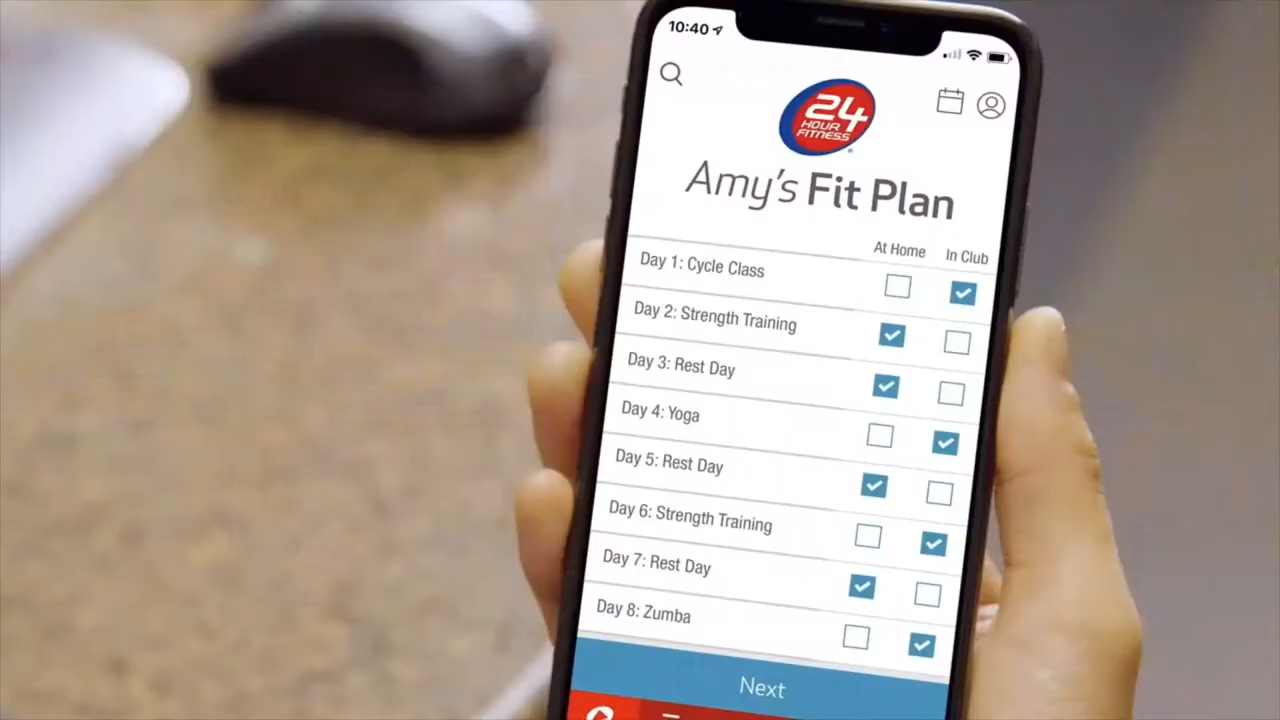 10:40
24
HOUR
FITNESS
Amy's Fit Plan
At Home In Club
Day 1: Cycle Class
Day 2: Strength Training
Day 3: Rest Day
Day 4: Yoga
Day 5: Rest Day
Day 6: Strength Training
Day 7: Rest Day
Day 8: Zumba
Next